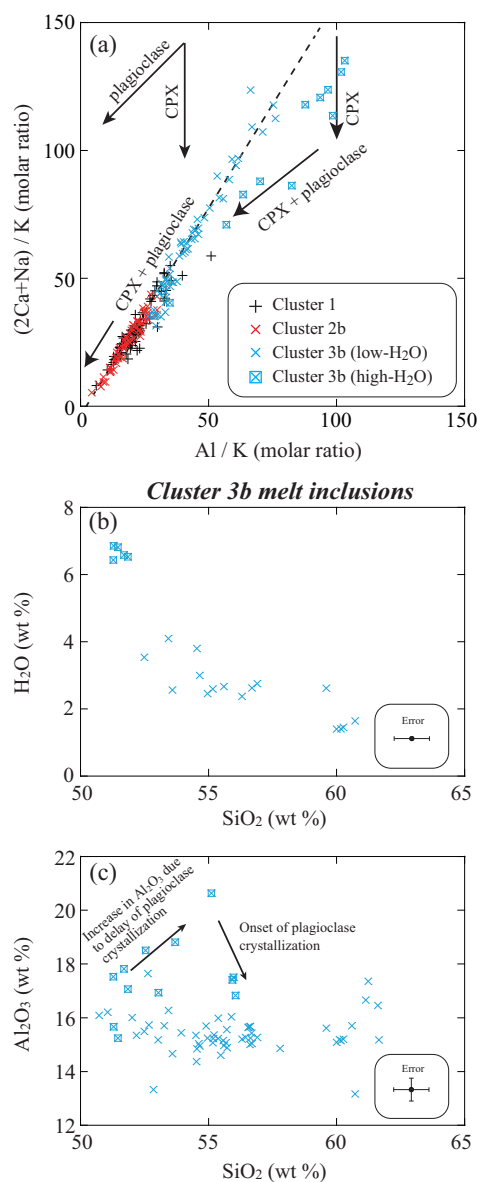 150
(a)
plagioclase
CPX
CPX
100
CPX + plagioclase
CPX + plagioclase
(2Ca+Na) / K (molar ratio)
50
Cluster 1
Cluster 2b
Cluster 3b (low-H₂O)
Cluster 3b (high-H₂O)
0
0 50 100 150
Al / K (molar ratio)
Cluster 3b melt inclusions
8
(b)
6
H₂O (wt %)
4
2
Error
0
50 55 60 65
SiO₂ (wt %)
22
(c)
Increase in Al₂O₃ due
to delay of plagioclase
crystallization
Onset of plagioclase
crystallization
20
18
Al₂O₃ (wt %)
16
14
Error
12
50 55 60 65
SiO₂ (wt %)